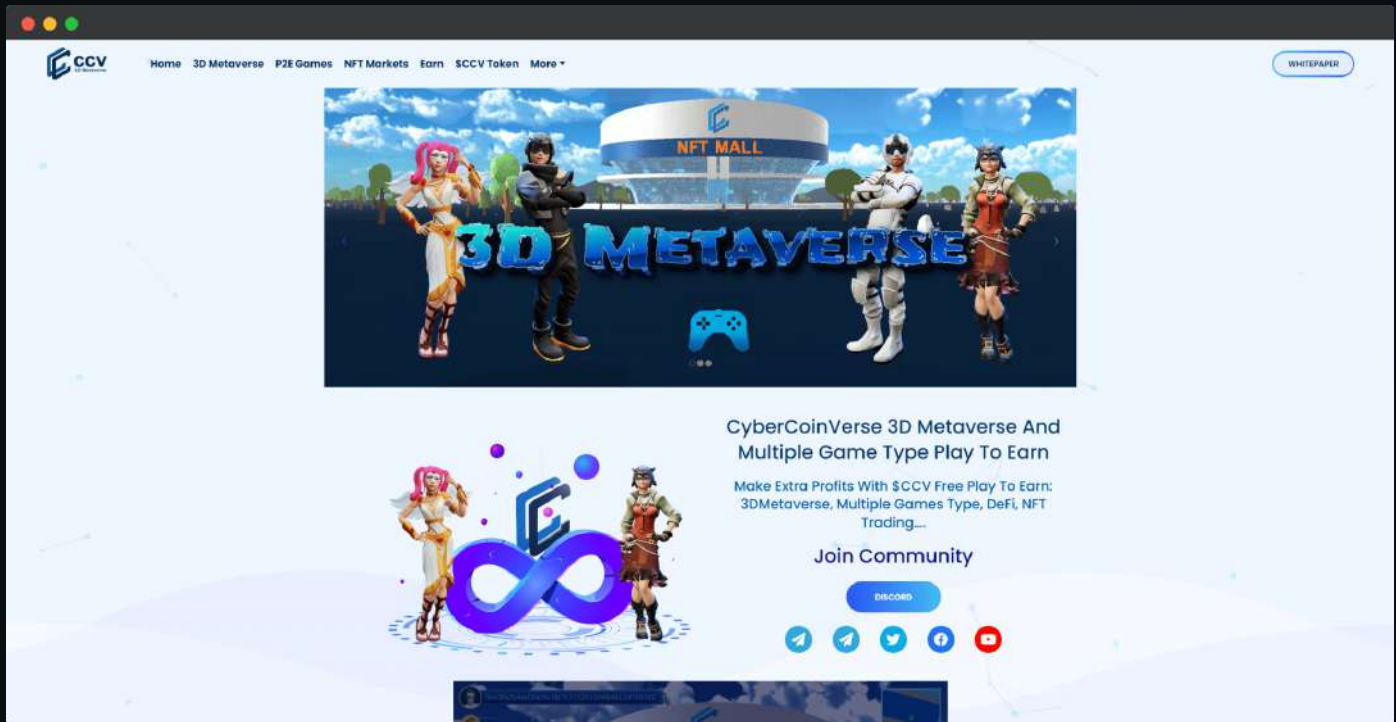 CCV
3D Metaverse
Home 3D Metaverse P2E Games NFT Markets Earn $CCV Token More
WHITEPAPER
NFT MALL
3D METAVERSE
CyberCoinVerse 3D Metaverse And
Multiple Game Type Play To Earn
Make Extra Profits With $CCV Free Play To Earn:
3DMetaverse, Multiple Games Type, DeFi, NFT
Trading....
Join Community
DISCORD